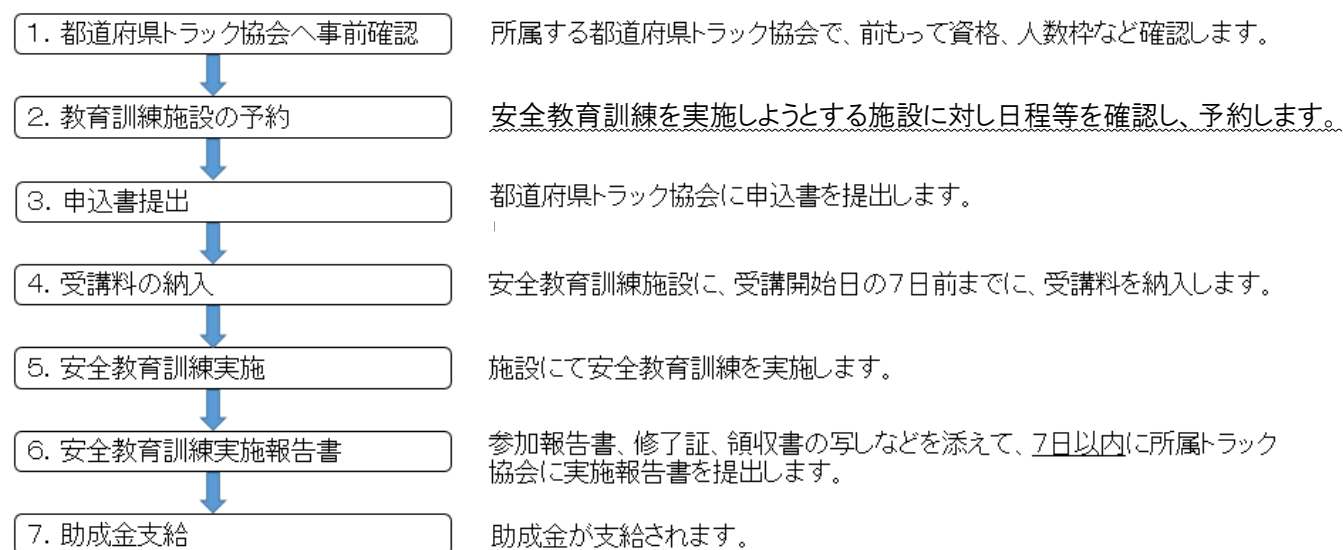 1. 都道府県トラック協会へ事前確認
所属する都道府県トラック協会で、前もって資格、人数枠など確認します。
2. 教育訓練施設の予約
安全教育訓練を実施しようとする施設に対し日程等を確認し、予約します。
3. 申込書提出
都道府県トラック協会に申込書を提出します。
4. 受講料の納入
安全教育訓練施設に、受講開始日の7日前までに、受講料を納入します。
5. 安全教育訓練実施
施設にて安全教育訓練を実施します。
6. 安全教育訓練実施報告書
参加報告書、修了証、領収書の写しなどを添えて、7日以内に所属トラック
協会に実施報告書を提出します。
7. 助成金支給
助成金が支給されます。